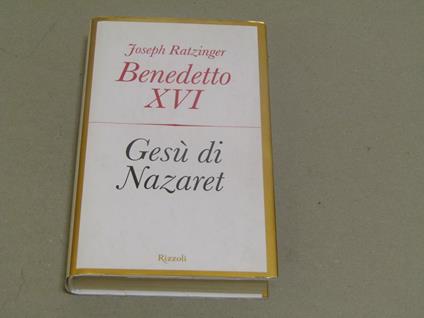 Joseph Ratzinger
Benedetto
XVI
Gesù di
Nazaret
Rizzoli